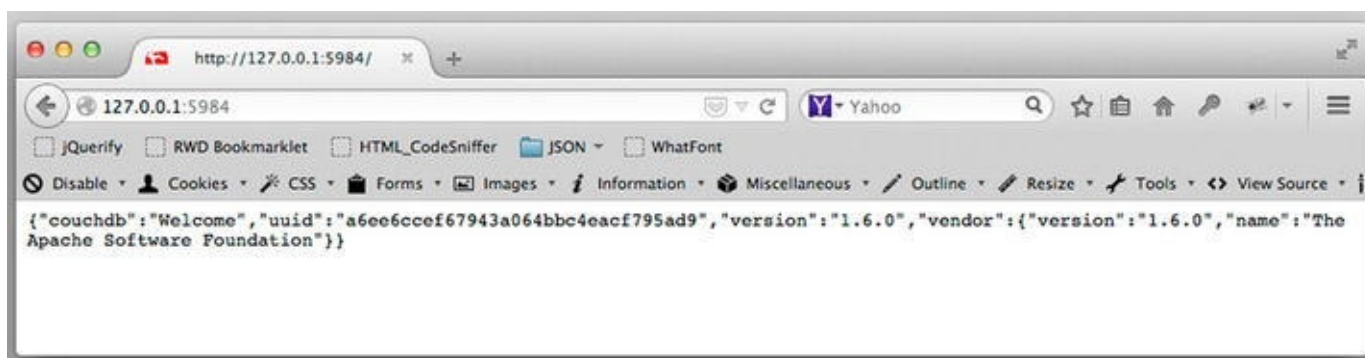 http://127.0.0.1:5984/
127.0.0.1:5984 Yahoo
jQuerify RWD Bookmarklet HTML_CodeSniffer JSON WhatFont
Disable Cookies CSS Forms Images Information Miscellaneous Outline Resize Tools View Source
{"couchdb":"Welcome","uuid":"a6ee6ccef67943a064bbc4eacf795ad9","version":"1.6.0","vendor":{"version":"1.6.0","name":"The
Apache Software Foundation"}}